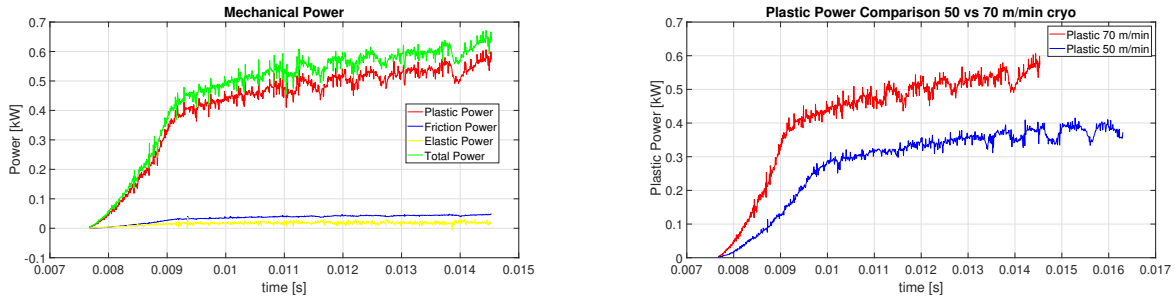 Mechanical Power
0.7
0.6
0.5
0.4
0.3
0.2
0.1
0
-0.1
Power [kW]
Plastic Power
Friction Power
Elastic Power
Total Power
0.007 0.008 0.009 0.01 0.011 0.012 0.013 0.014 0.015
time [s]
Plastic Power Comparison 50 vs 70 m/min cryo
0.7
0.6
0.5
0.4
0.3
0.2
0.1
0
Plastic Power [kW]
Plastic 70 m/min
Plastic 50 m/min
0.007 0.008 0.009 0.01 0.011 0.012 0.013 0.014 0.015 0.016 0.017
time [s]